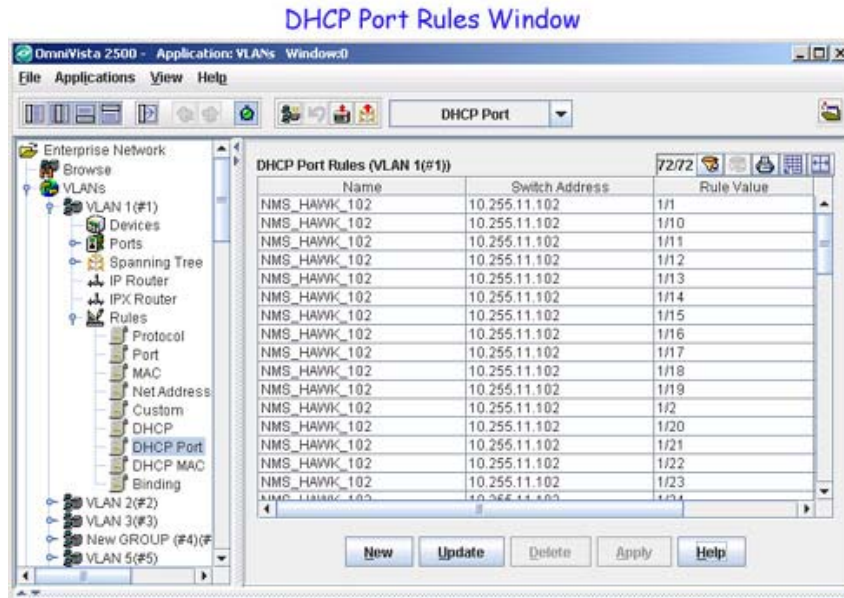 DHCP Port Rules Window
OmniVista 2500 - Application: VLANs Window:0
File Applications View Help
DHCP Port
Enterprise Network
Browse
VLANs
VLAN 1(#1)
Devices
Ports
Spanning Tree
IP Router
IPX Router
Rules
Protocol
Port
MAC
Net Address
Custom
DHCP
DHCP Port
DHCP MAC
Binding
VLAN 2(#2)
VLAN 3(#3)
New GROUP (#4)(#
VLAN 5(#5)
DHCP Port Rules (VLAN 1(#1)) 72/72
Name Switch Address Rule Value
NMS_HAWK_102 10.255.11.102 1/1
NMS_HAWK_102 10.255.11.102 1/10
NMS_HAWK_102 10.255.11.102 1/11
NMS_HAWK_102 10.255.11.102 1/12
NMS_HAWK_102 10.255.11.102 1/13
NMS_HAWK_102 10.255.11.102 1/14
NMS_HAWK_102 10.255.11.102 1/15
NMS_HAWK_102 10.255.11.102 1/16
NMS_HAWK_102 10.255.11.102 1/17
NMS_HAWK_102 10.255.11.102 1/18
NMS_HAWK_102 10.255.11.102 1/19
NMS_HAWK_102 10.255.11.102 1/2
NMS_HAWK_102 10.255.11.102 1/20
NMS_HAWK_102 10.255.11.102 1/21
NMS_HAWK_102 10.255.11.102 1/22
NMS_HAWK_102 10.255.11.102 1/23
New Update Delete Apply Help